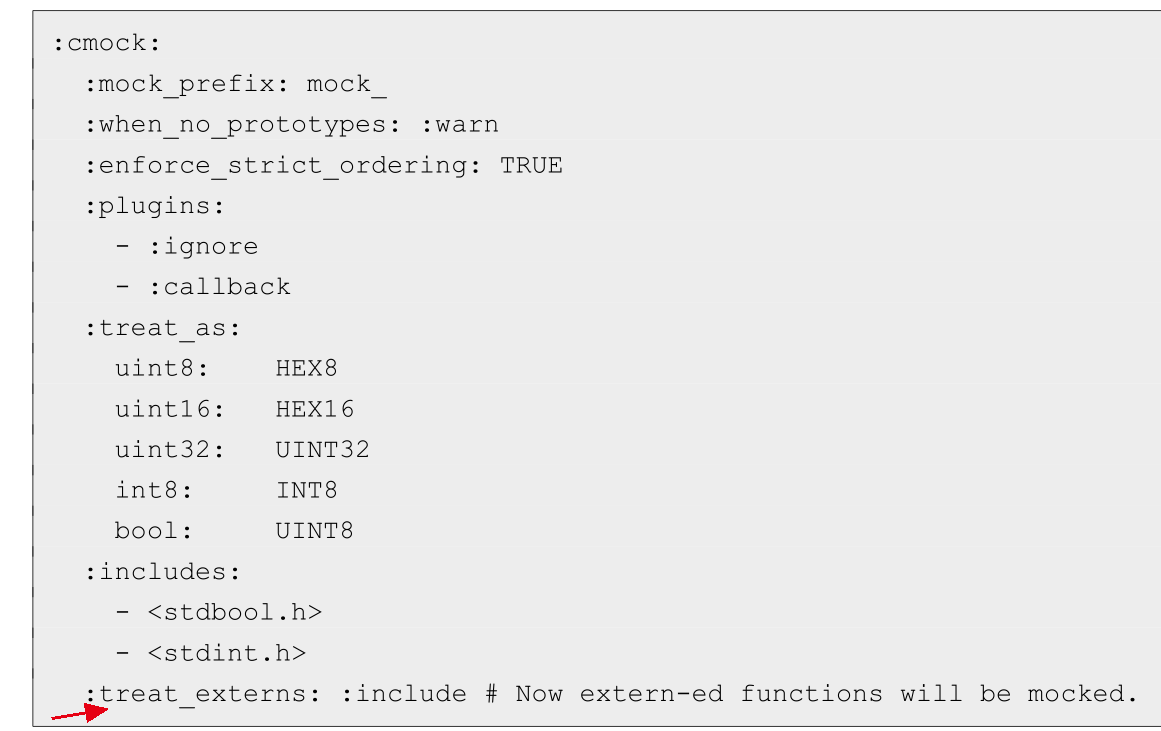 :cmock:
  :mock_prefix: mock_
  :when_no_prototypes: :warn
  :enforce_strict_ordering: TRUE
  :plugins:
    - :ignore
    - :callback
  :treat_as:
    uint8:    HEX8
    uint16:   HEX16
    uint32:   UINT32
    int8:     INT8
    bool:     UINT8
  :includes:
    - <stdbool.h>
    - <stdint.h>
  :treat_externs: :include # Now extern-ed functions will be mocked.